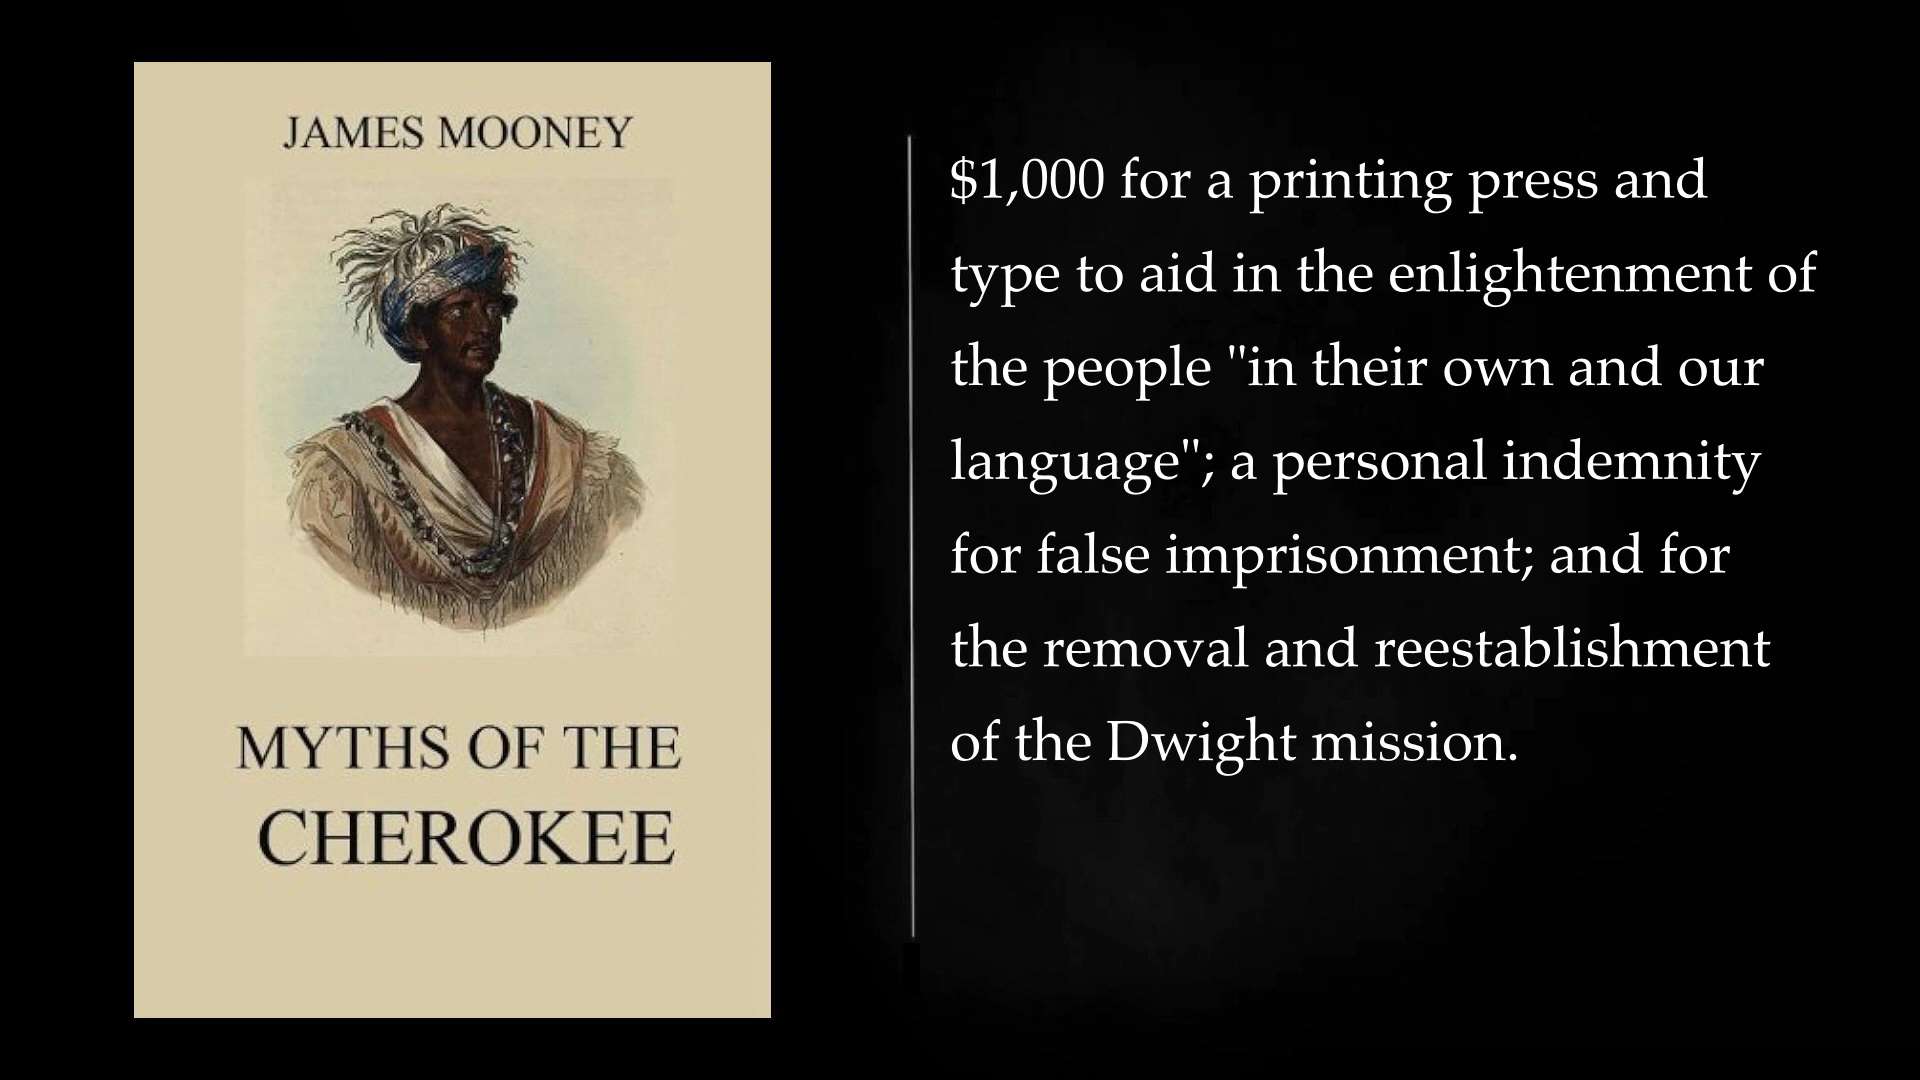 JAMES MOONEY
MYTHS OF THE
CHEROKEE
$1,000 for a printing press and
type to aid in the enlightenment of
the people "in their own and our
language"; a personal indemnity
for false imprisonment; and for
the removal and reestablishment
of the Dwight mission.